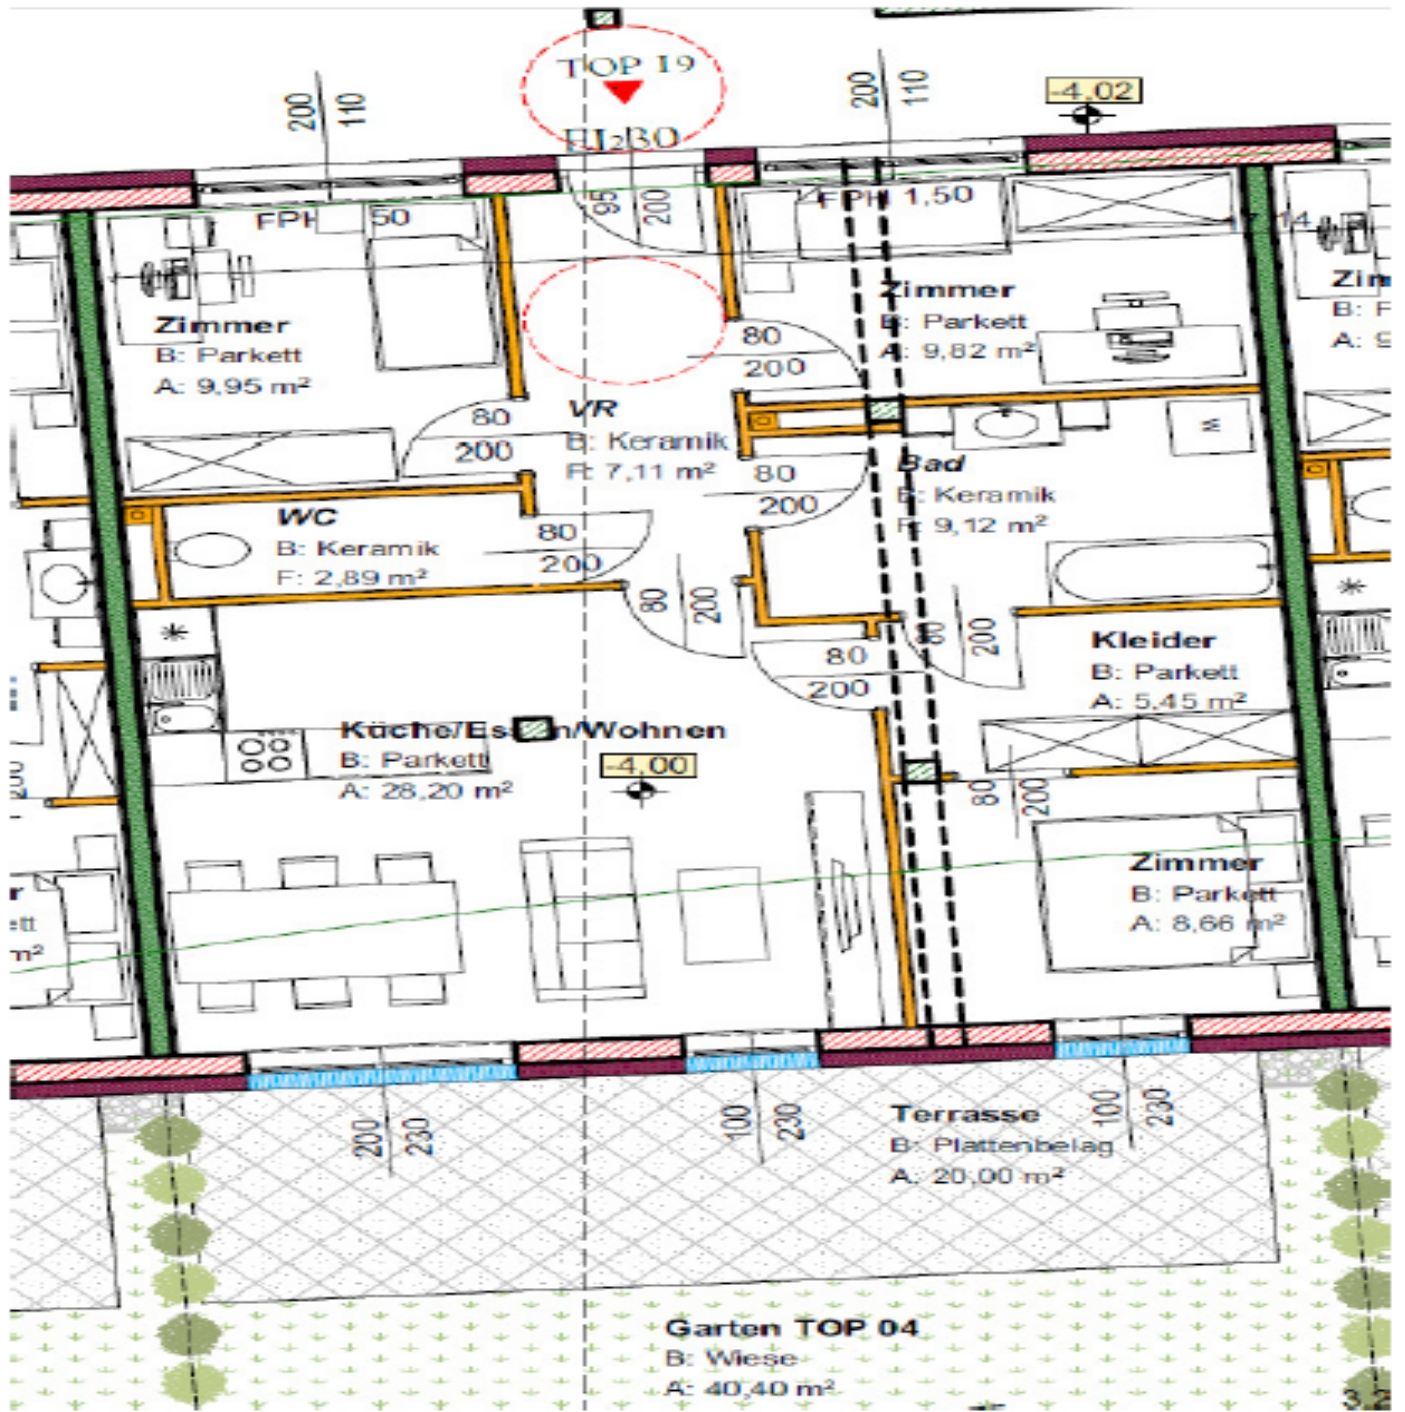 TOP 19
EI₂30
200
110
200
110
-4,02
95
200
FPH
50
FPH 1,50
14
Zimmer
B: Parkett
A: 9,95 m²
Zimmer
B: Parkett
A: 9,82 m²
80
200
80
200
VR
B: Keramik
F: 7,11 m²
80
200
Bad
B: Keramik
F: 9,12 m²
WC
B: Keramik
F: 2,89 m²
80
200
80
200
80
200
80
200
Kleider
B: Parkett
A: 5,45 m²
Küche/Essen/Wohnen
B: Parkett
A: 28,20 m²
-4,00
80
200
Zimmer
B: Parkett
A: 8,66 m²
200
230
100
230
100
230
Terrasse
B: Plattenbelag
A: 20,00 m²
Garten TOP 04
B: Wiese
A: 40,40 m²